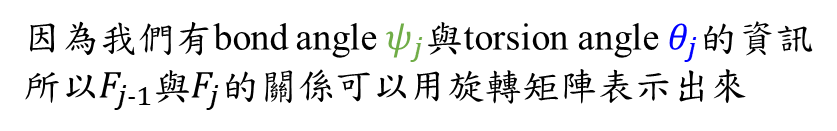 因為我們有bond angle ψⱼ與torsion angle θⱼ的資訊
所以Fⱼ₋₁與Fⱼ的關係可以用旋轉矩陣表示出來